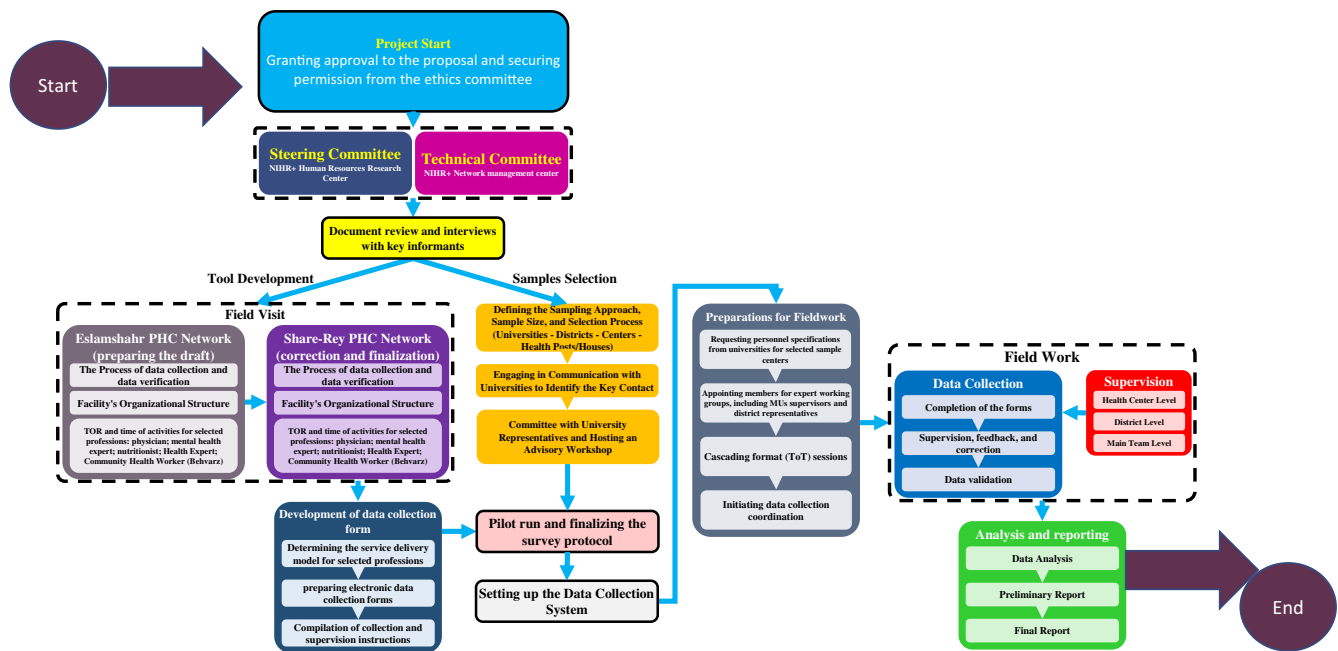 Start
Project Start
Granting approval to the proposal and securing
permission from the ethics committee
Steering Committee
NIHR+ Human Resources Research
Center
Technical Committee
NIHR+ Network management center
Document review and interviews
with key informants
Tool Development
Samples Selection
Field Visit
Eslamshahr PHC Network
(preparing the draft)
The Process of data collection and
data verification
Facility's Organizational Structure
TOR and time of activities for selected
professions: physician; mental health
expert; nutritionist; Health Expert;
Community Health Worker (Behvarz)
Share-Rey PHC Network
(correction and finalization)
The Process of data collection and
data verification
Facility's Organizational Structure
TOR and time of activities for selected
professions: physician; mental health
expert; nutritionist; Health Expert;
Community Health Worker (Behvarz)
Development of data collection
form
Determining the service delivery
model for selected professions
preparing electronic data
collection forms
Compilation of collection and
supervision instructions
Defining the Sampling Approach,
Sample Size, and Selection Process
(Universities - Districts - Centers -
Health Posts/Houses)
Engaging in Communication with
Universities to Identify the Key Contact
Committee with University
Representatives and Hosting an
Advisory Workshop
Pilot run and finalizing the
survey protocol
Setting up the Data Collection
System
Preparations for Fieldwork
Requesting personnel specifications
from universities for selected sample
centers
Appointing members for expert working
groups, including MUs supervisors and
district representatives
Cascading format (ToT) sessions
Initiating data collection
coordination
Field Work
Data Collection
Completion of the forms
Supervision, feedback, and
correction
Data validation
Supervision
Health Center Level
District Level
Main Team Level
Analysis and reporting
Data Analysis
Preliminary Report
Final Report
End